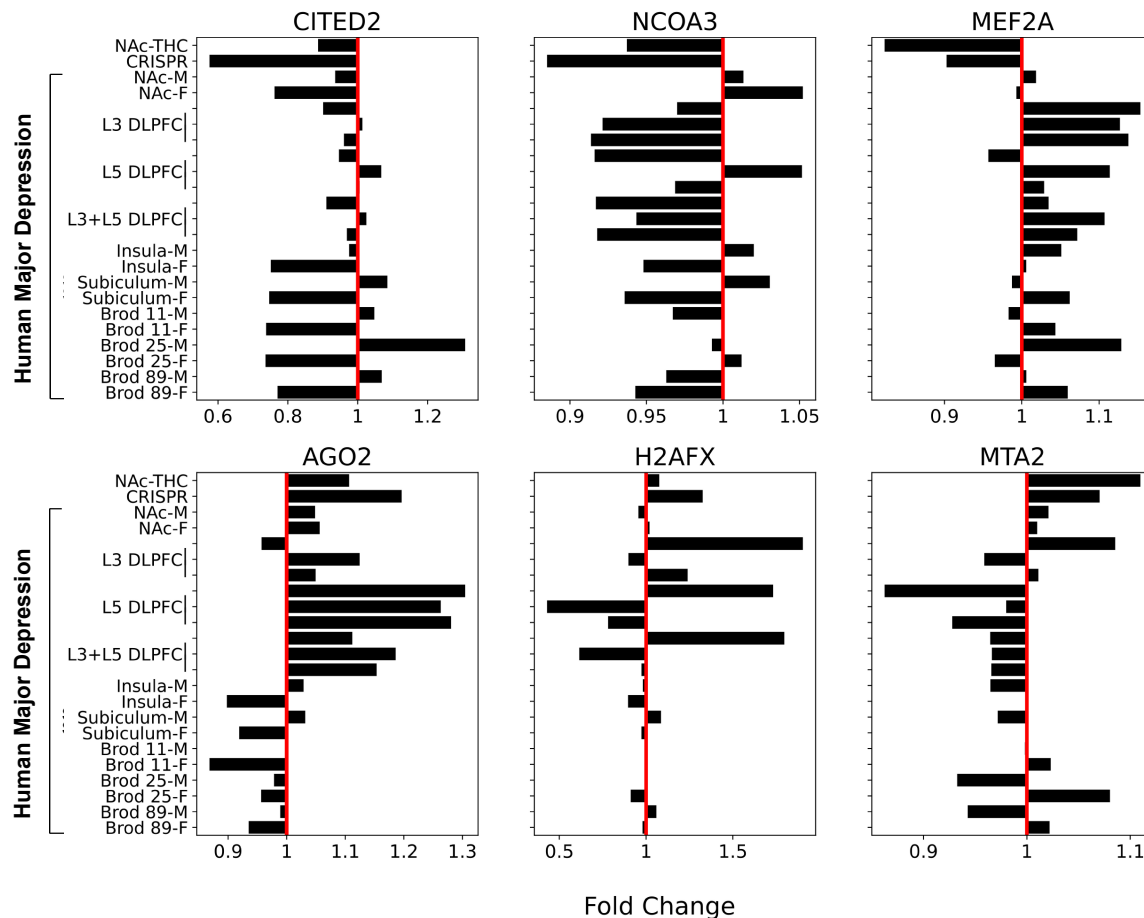 CITED2 NCOA3 MEF2A
NAc-THC
CRISPR
NAc-M
NAc-F
L3 DLPFC
L5 DLPFC
L3+L5 DLPFC
Insula-M
Insula-F
Subiculum-M
Subiculum-F
Brod 11-M
Brod 11-F
Brod 25-M
Brod 25-F
Brod 89-M
Brod 89-F
Human Major Depression
0.6 0.8 1 1.2 0.9 0.95 1 1.05 0.9 1 1.1
AGO2 H2AFX MTA2
NAc-THC
CRISPR
NAc-M
NAc-F
L3 DLPFC
L5 DLPFC
L3+L5 DLPFC
Insula-M
Insula-F
Subiculum-M
Subiculum-F
Brod 11-M
Brod 11-F
Brod 25-M
Brod 25-F
Brod 89-M
Brod 89-F
Human Major Depression
0.9 1 1.1 1.2 1.3 0.5 1 1.5 0.9 1 1.1
Fold Change